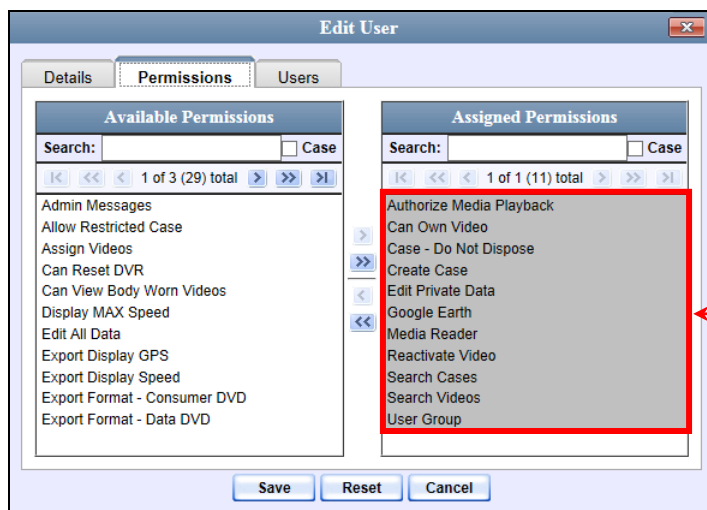 Edit User
Details
Permissions
Users
Available Permissions
Search:
Case
|< << < 1 of 3 (29) total > >> >|
Admin Messages
Allow Restricted Case
Assign Videos
Can Reset DVR
Can View Body Worn Videos
Display MAX Speed
Edit All Data
Export Display GPS
Export Display Speed
Export Format - Consumer DVD
Export Format - Data DVD
>
>>
<
<<
Assigned Permissions
Search:
Case
|< << < 1 of 1 (11) total > >> >|
Authorize Media Playback
Can Own Video
Case - Do Not Dispose
Create Case
Edit Private Data
Google Earth
Media Reader
Reactivate Video
Search Cases
Search Videos
User Group
Save
Reset
Cancel